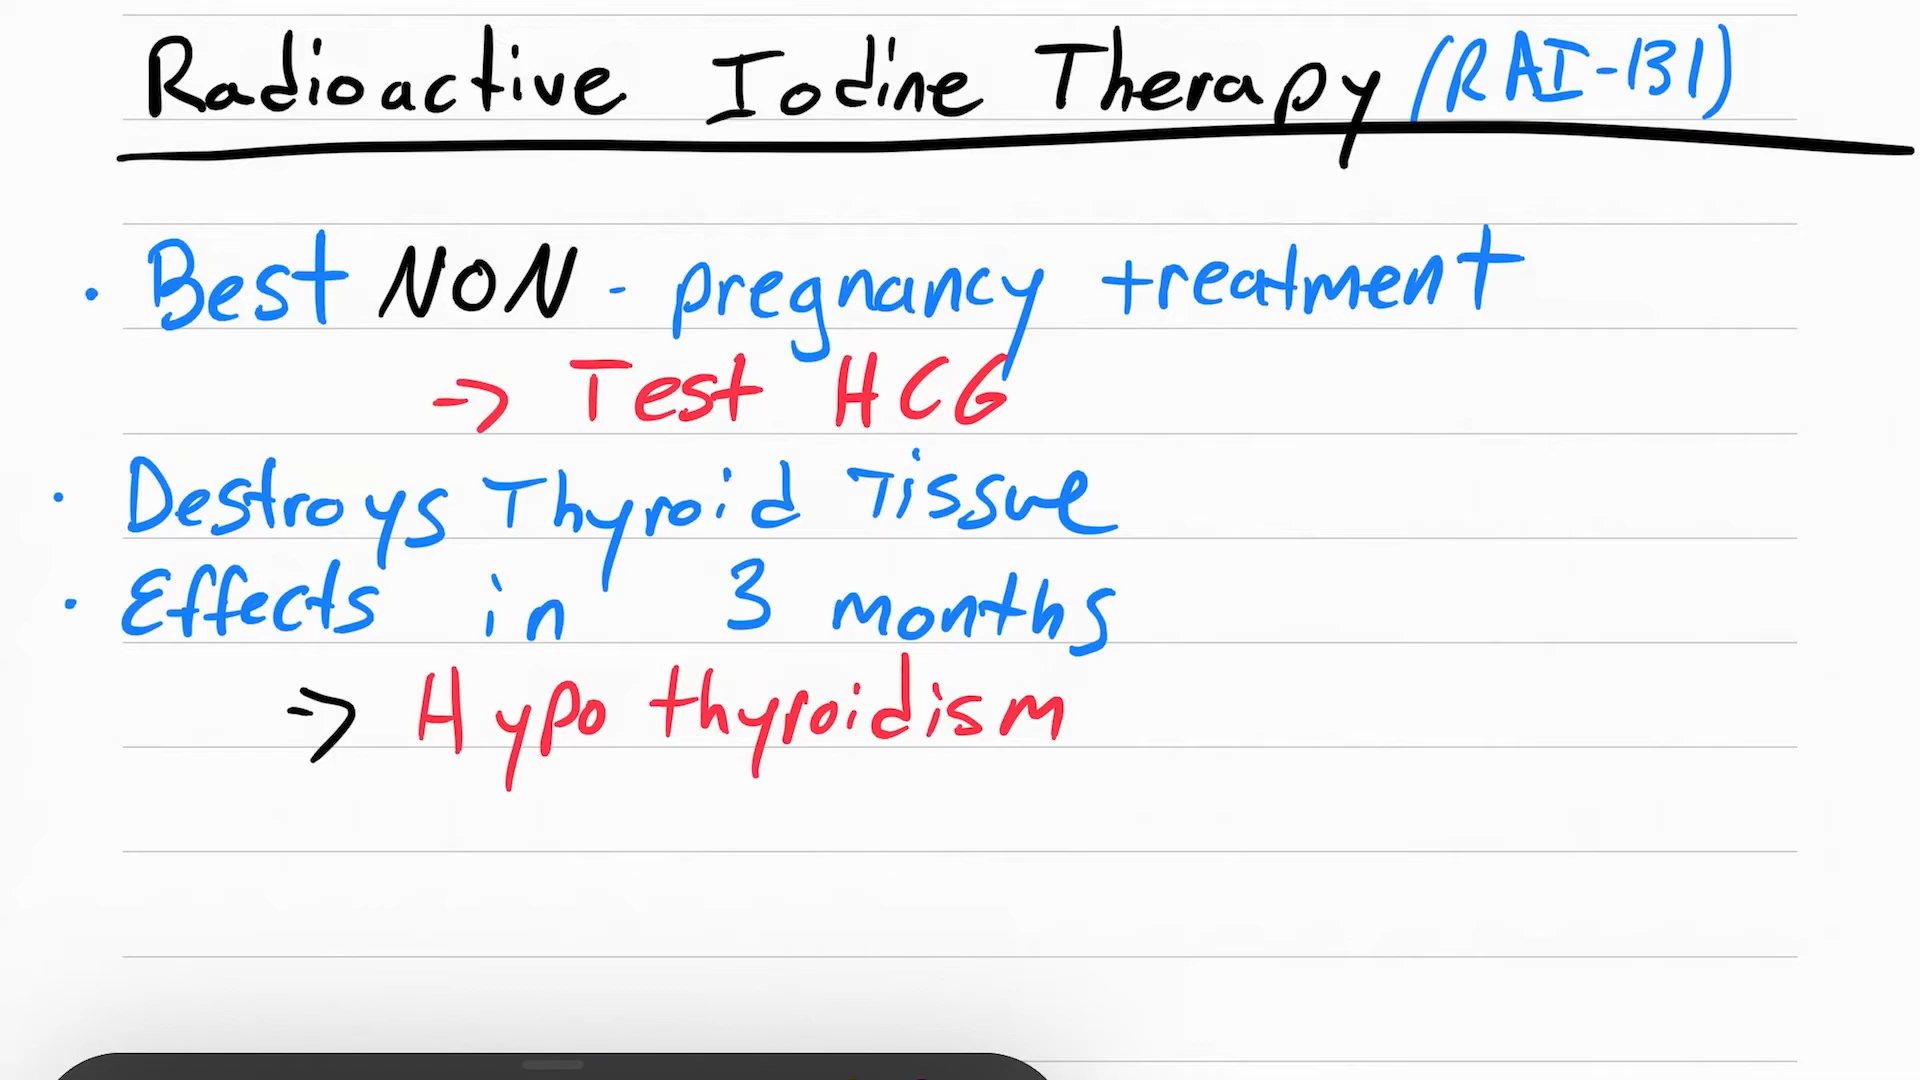 Radioactive Iodine Therapy (RAI-131)
• Best NON - pregnancy treatment
-> Test HCG
• Destroys Thyroid Tissue
• Effects in 3 months
-> Hypothyroidism